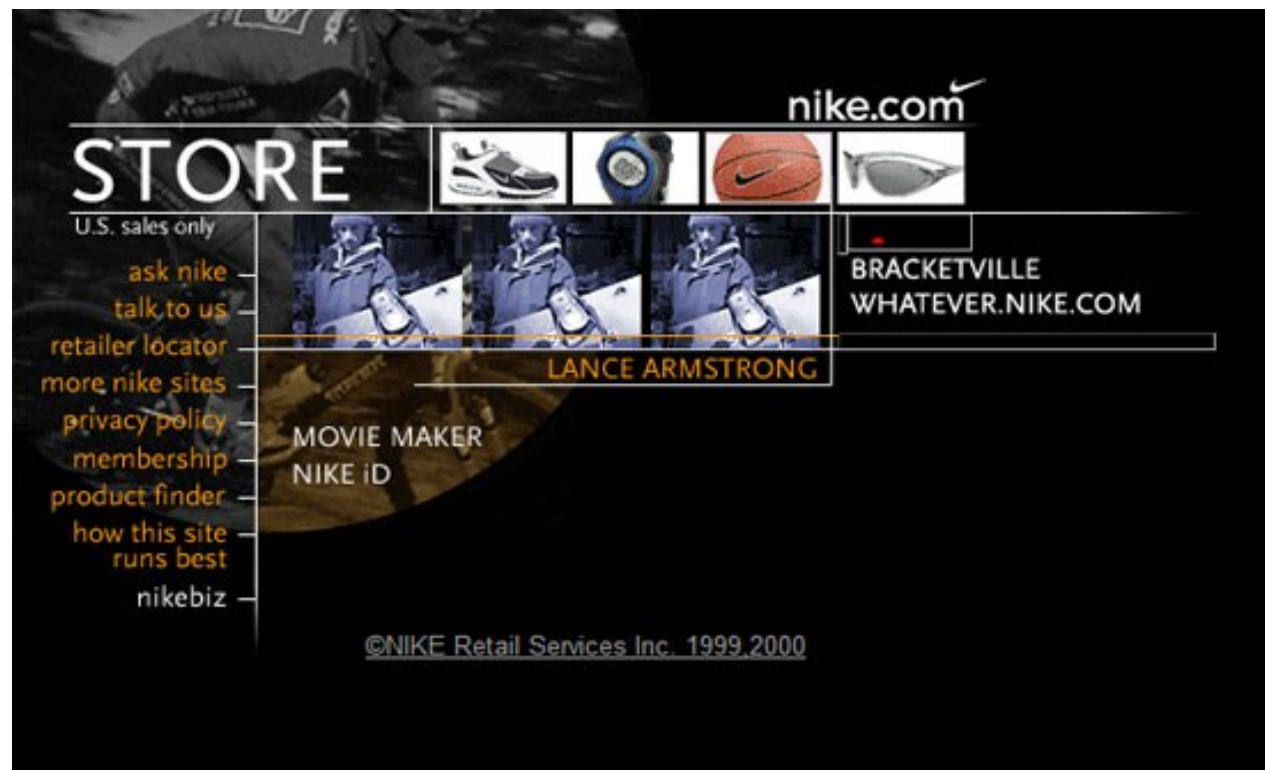 nike.com
STORE
U.S. sales only
ask nike
talk to us
retailer locator
more nike sites
privacy policy
membership
product finder
how this site
runs best
nikebiz
BRACKETVILLE
WHATEVER.NIKE.COM
LANCE ARMSTRONG
MOVIE MAKER
NIKE iD
©NIKE Retail Services Inc. 1999,2000